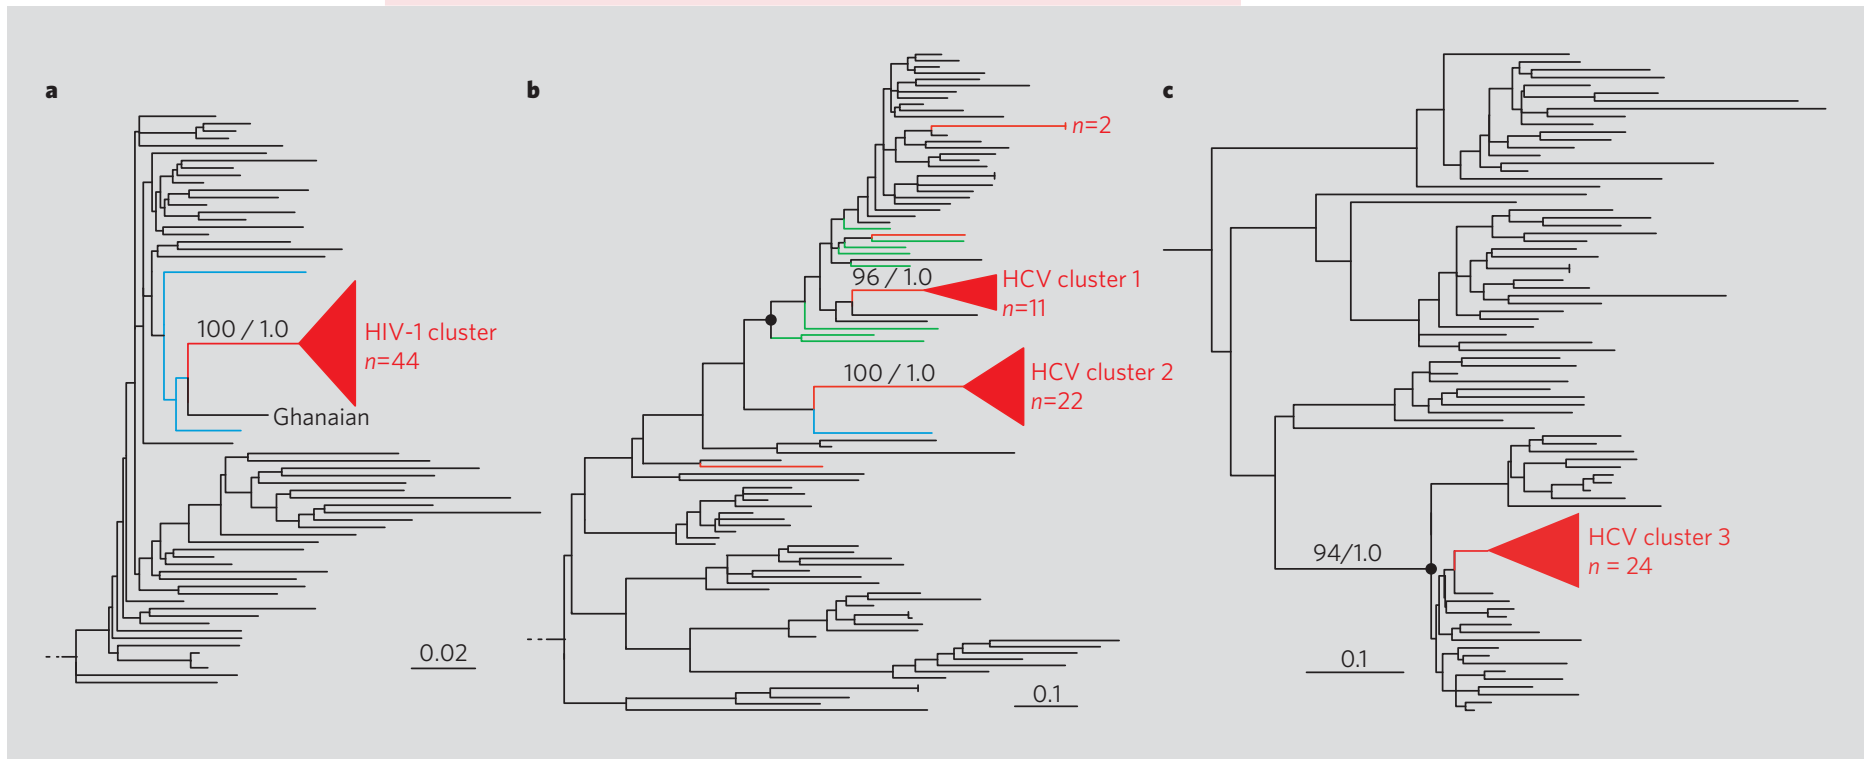 a
100 / 1.0
HIV-1 cluster
n=44
Ghanaian
0.02
b
n=2
96 / 1.0
HCV cluster 1
n=11
100 / 1.0
HCV cluster 2
n=22
0.1
c
94/1.0
HCV cluster 3
n = 24
0.1